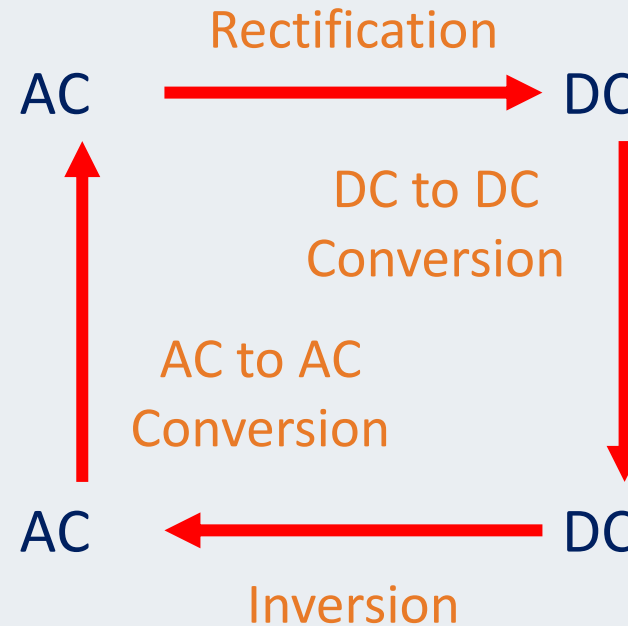 Rectification
AC
DC
DC to DC
Conversion
AC to AC
Conversion
AC
DC
Inversion